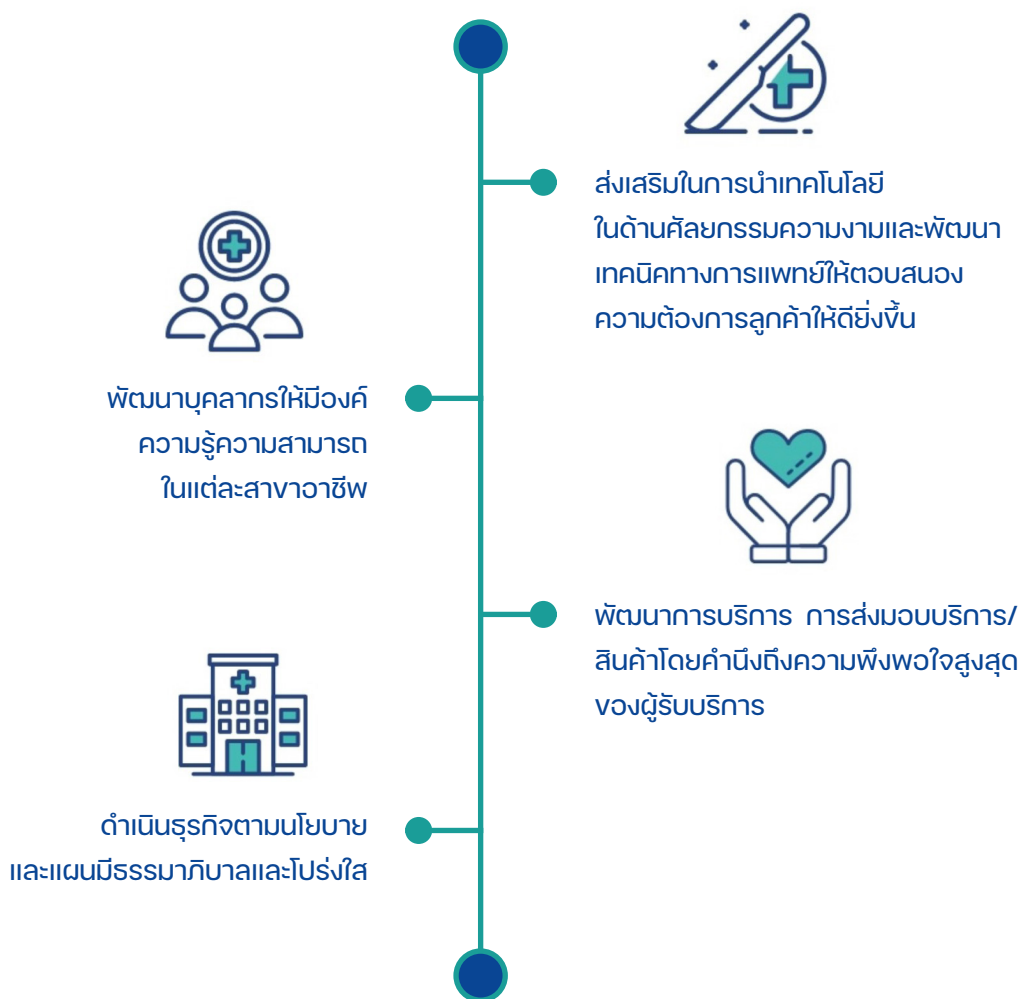 ส่งเสริมในการนำเทคโนโลยี
ในด้านศัลยกรรมความงามและพัฒนา
เทคนิคทางการแพทย์ให้ตอบสนอง
ความต้องการลูกค้าให้ดียิ่งขึ้น
พัฒนาบุคลากรให้มีองค์
ความรู้ความสามารถ
ในแต่ละสาขาอาชีพ
พัฒนาการบริการ การส่งมอบบริการ/
สินค้าโดยคำนึงถึงความพึงพอใจสูงสุด
ของผู้รับบริการ
ดำเนินธุรกิจตามนโยบาย
และแผนมีธรรมาภิบาลและโปร่งใส